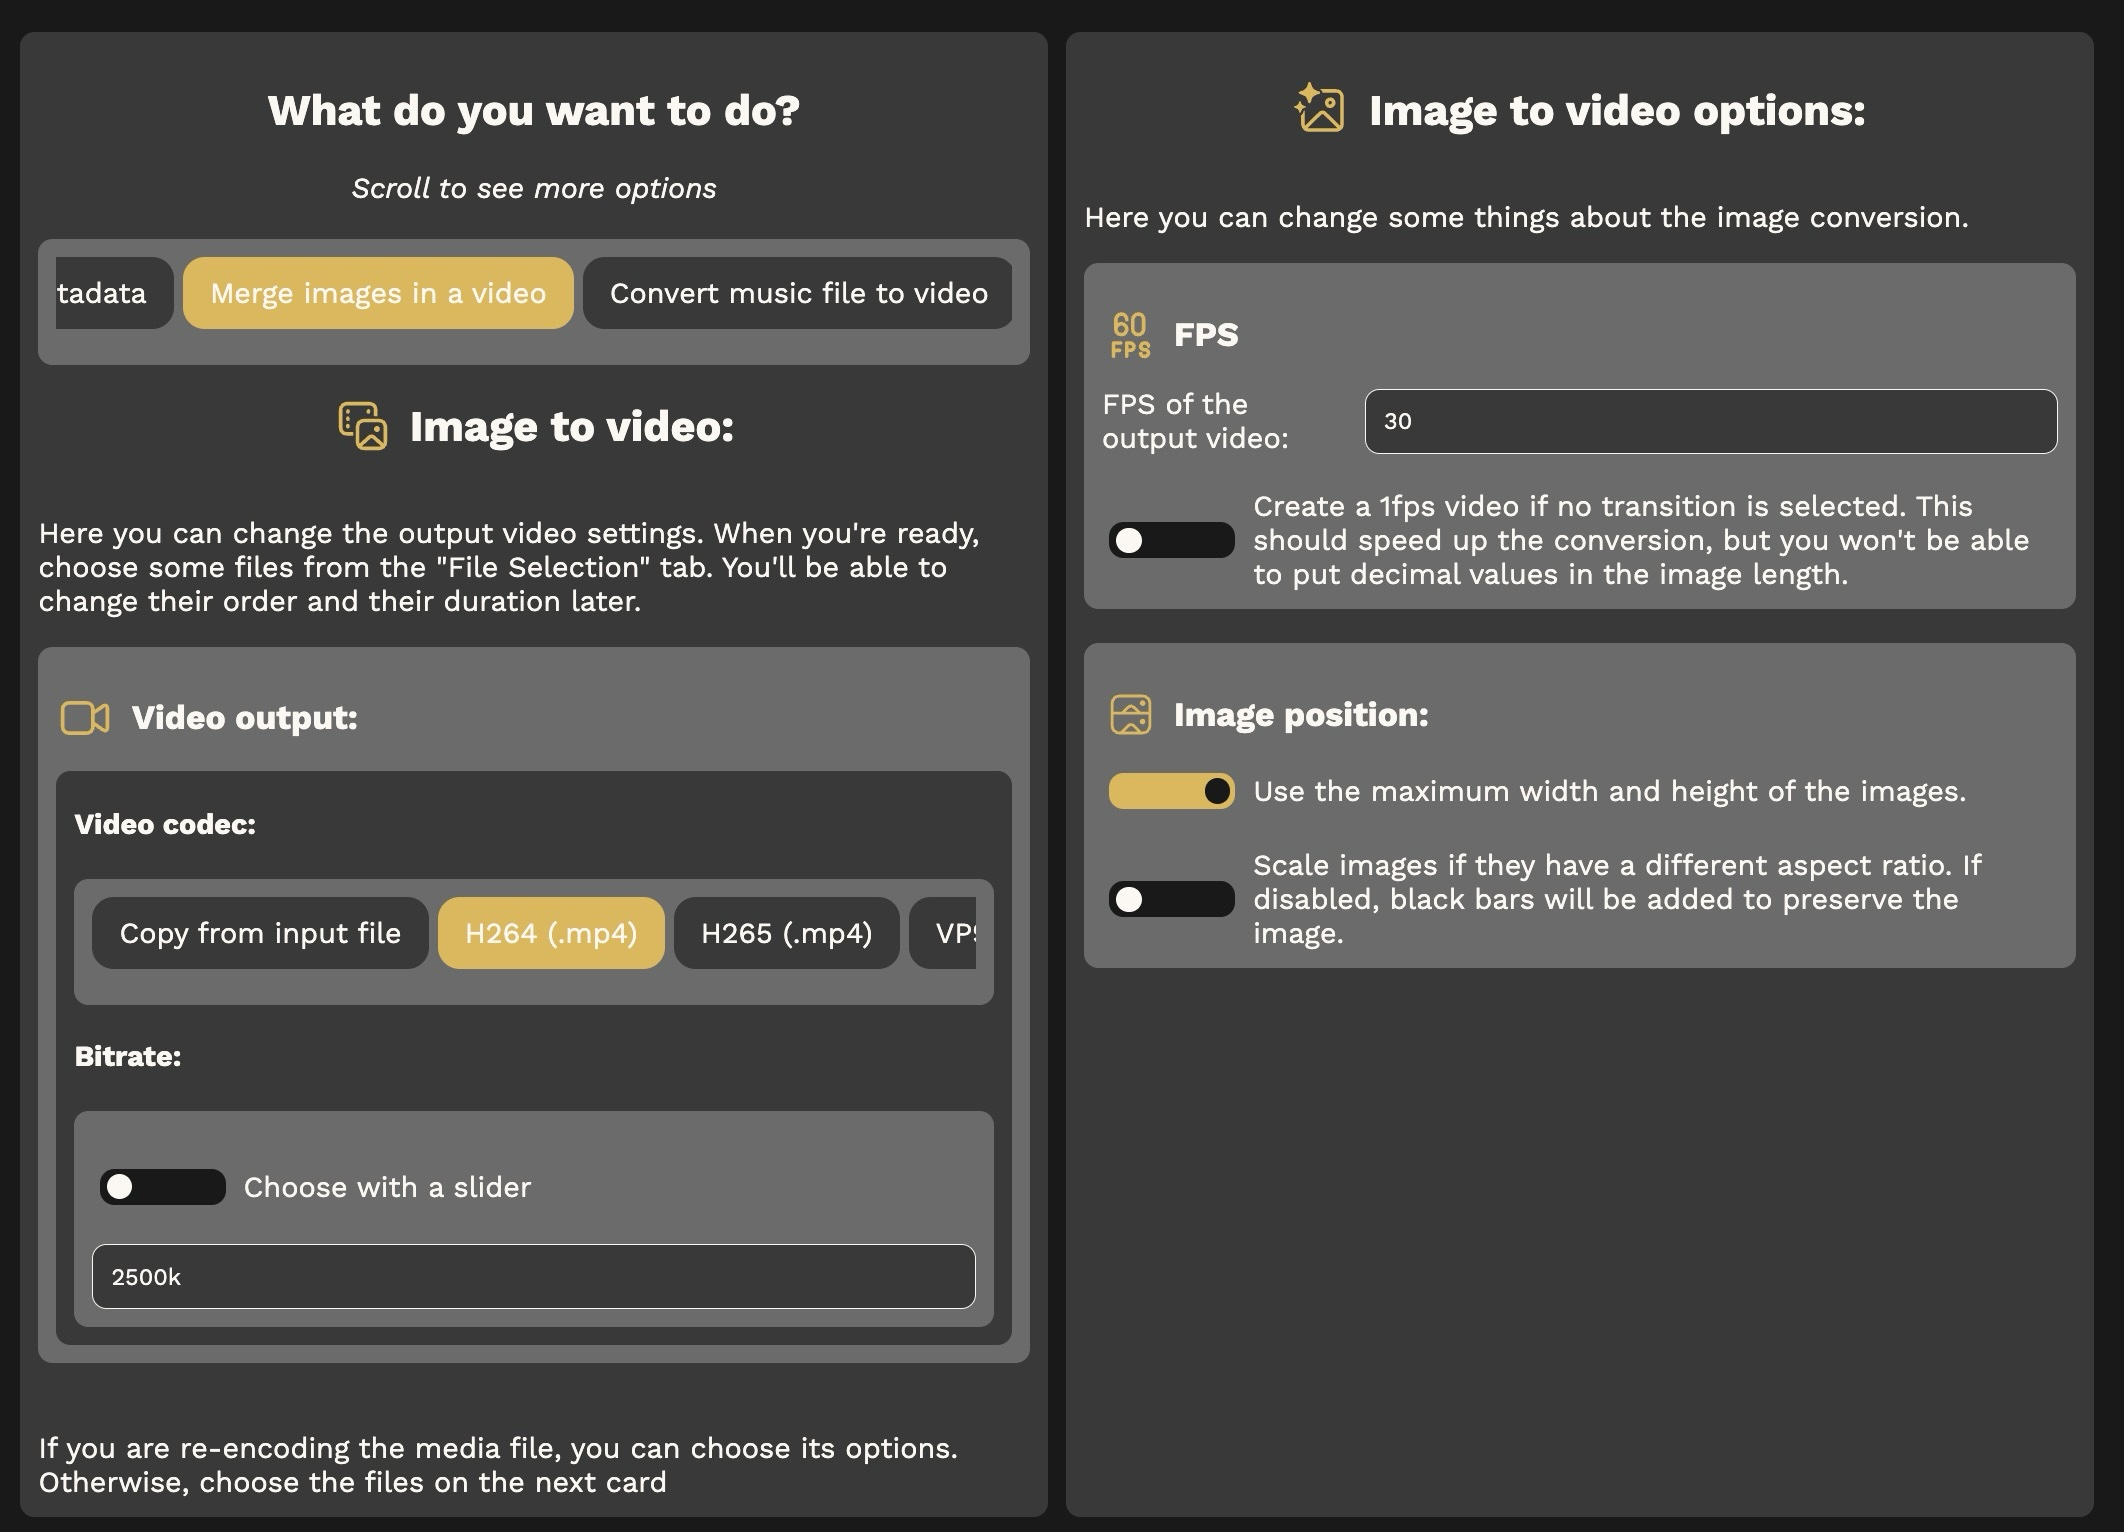 What do you want to do?
Scroll to see more options
tadata
Merge images in a video
Convert music file to video
Image to video:
Here you can change the output video settings. When you're ready,
choose some files from the "File Selection" tab. You'll be able to
change their order and their duration later.
Video output:
Video codec:
Copy from input file
H264 (.mp4)
H265 (.mp4)
Bitrate:
Choose with a slider
2500k
If you are re-encoding the media file, you can choose its options.
Otherwise, choose the files on the next card
Image to video options:
Here you can change some things about the image conversion.
60
FPS
FPS
FPS of the
output video:
30
Create a 1fps video if no transition is selected. This
should speed up the conversion, but you won't be able
to put decimal values in the image length.
Image position:
Use the maximum width and height of the images.
Scale images if they have a different aspect ratio. If
disabled, black bars will be added to preserve the
image.